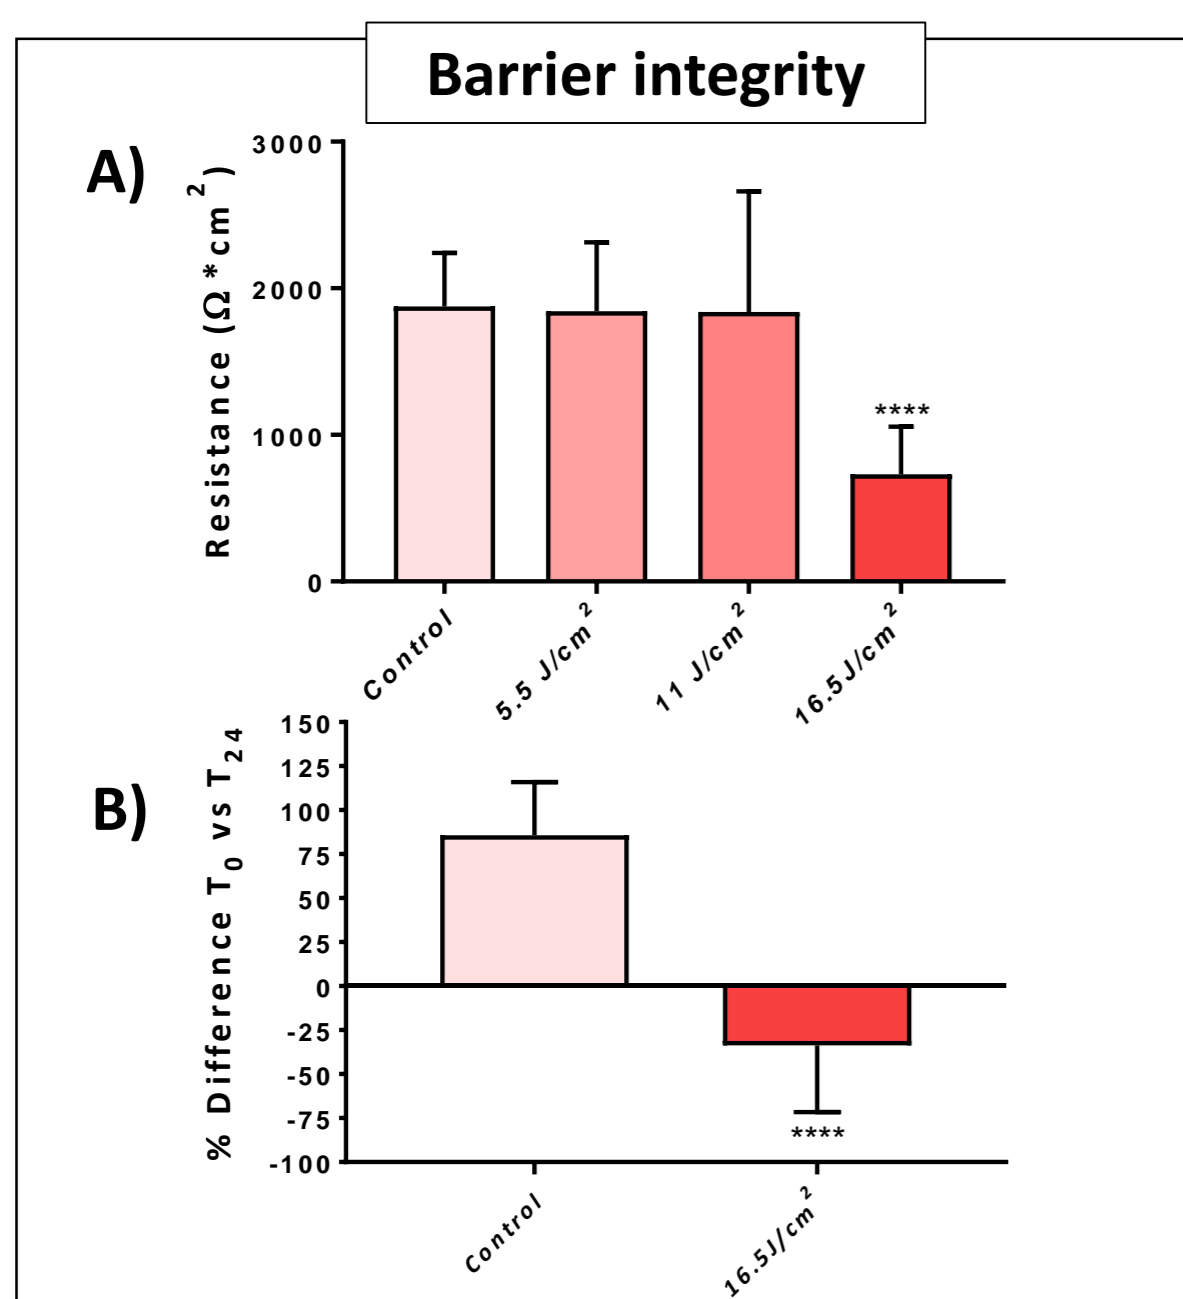 Barrier integrity
A)
Resistance (Ω*cm²)
3000
2000
1000
0
****
Control
5.5 J/cm²
11 J/cm²
16.5J/cm²
B)
% Difference T₀ vs T₂₄
150
125
100
75
50
25
0
-25
-50
-75
-100
****
Control
16.5J/cm²